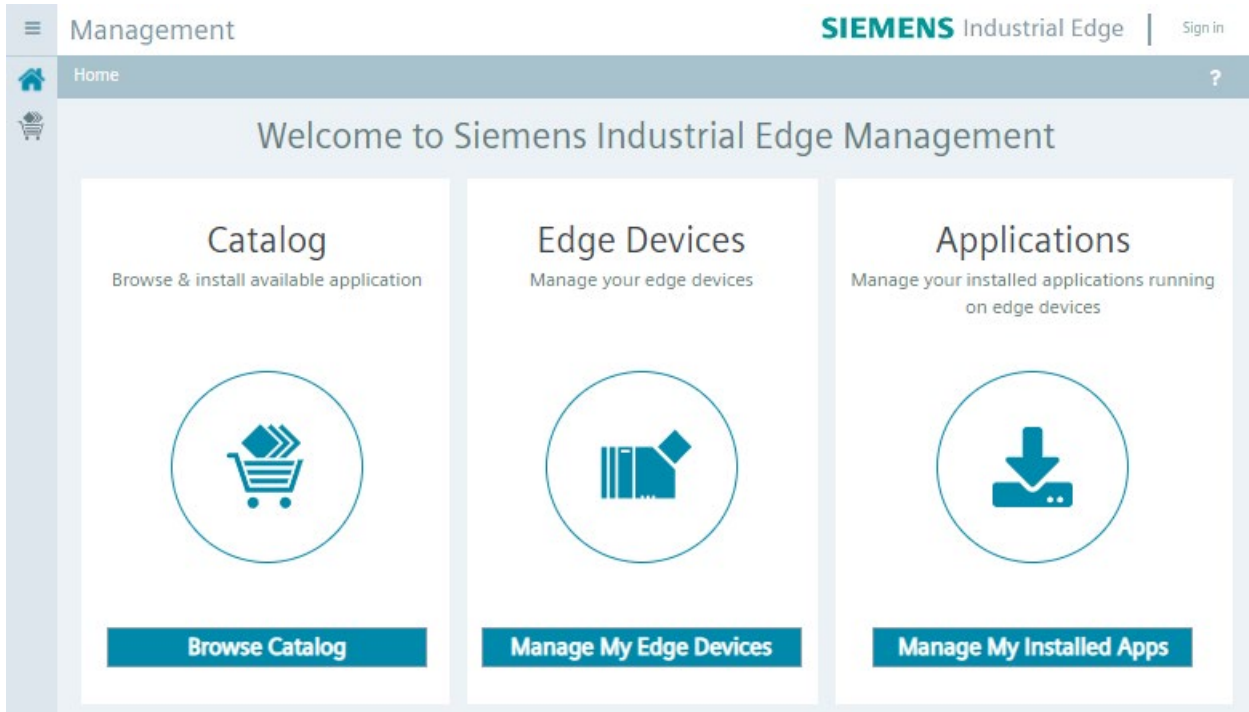 Management
SIEMENS Industrial Edge
Sign in
Home
?
Welcome to Siemens Industrial Edge Management
Catalog
Browse & install available application
Browse Catalog
Edge Devices
Manage your edge devices
Manage My Edge Devices
Applications
Manage your installed applications running
on edge devices
Manage My Installed Apps